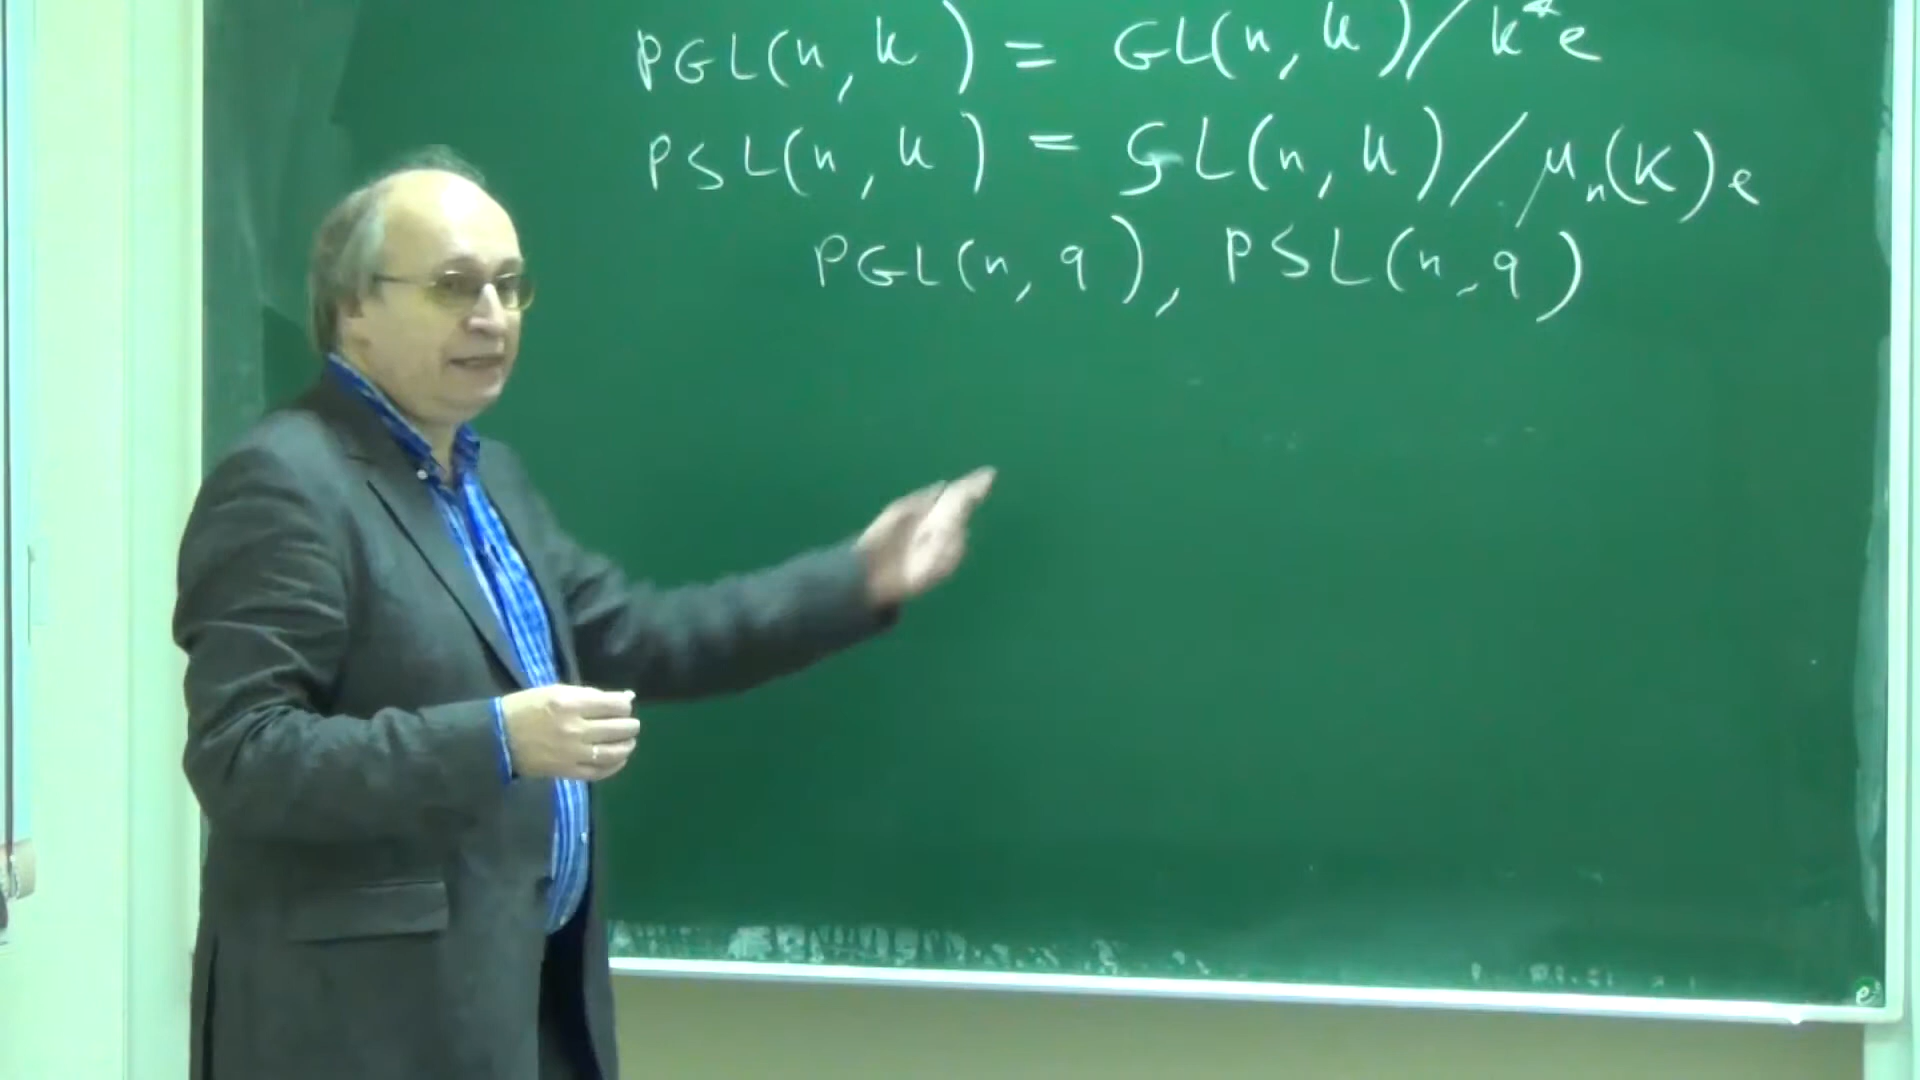 PGL(n, k) = GL(n, k) / k*e
PSL(n, k) = SL(n, k) / μₙ(K)e
PGL(n, q), PSL(n, q)